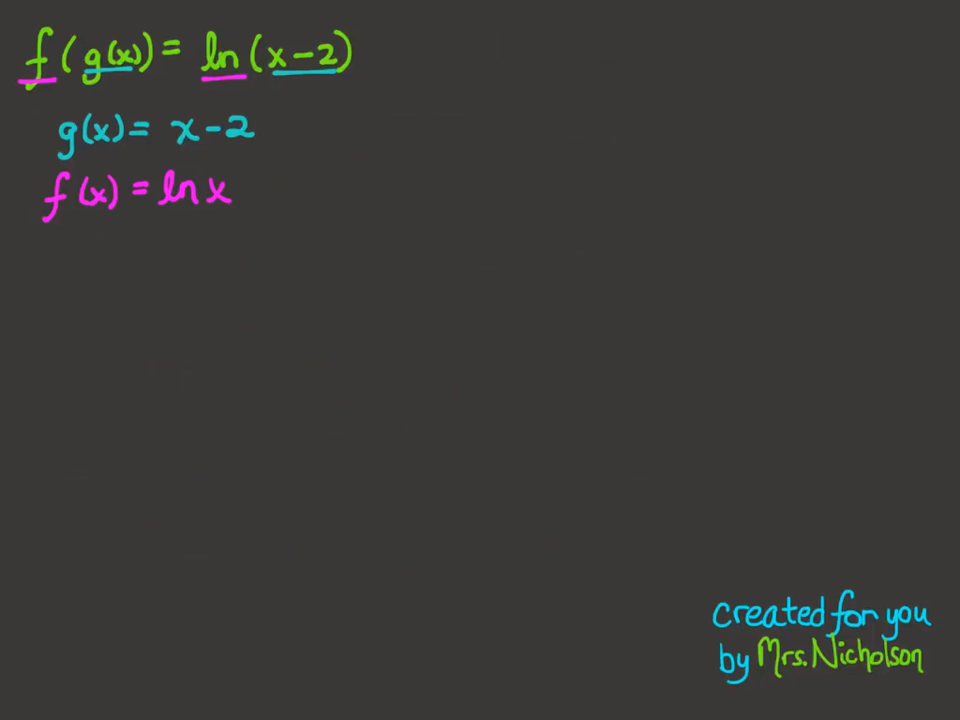 f(g(x)) = ln(x-2)
g(x) = x-2
f(x) = ln x
created for you
by Mrs. Nicholson